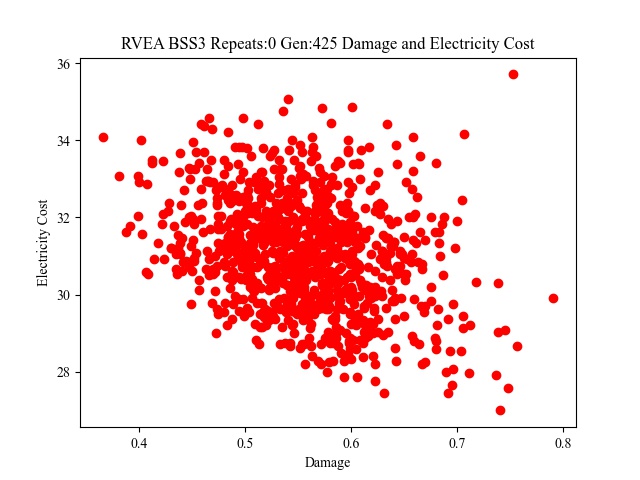 RVEA BSS3 Repeats:0 Gen:425 Damage and Electricity Cost
36
34
32
30
28
Electricity Cost
0.4 0.5 0.6 0.7 0.8
Damage